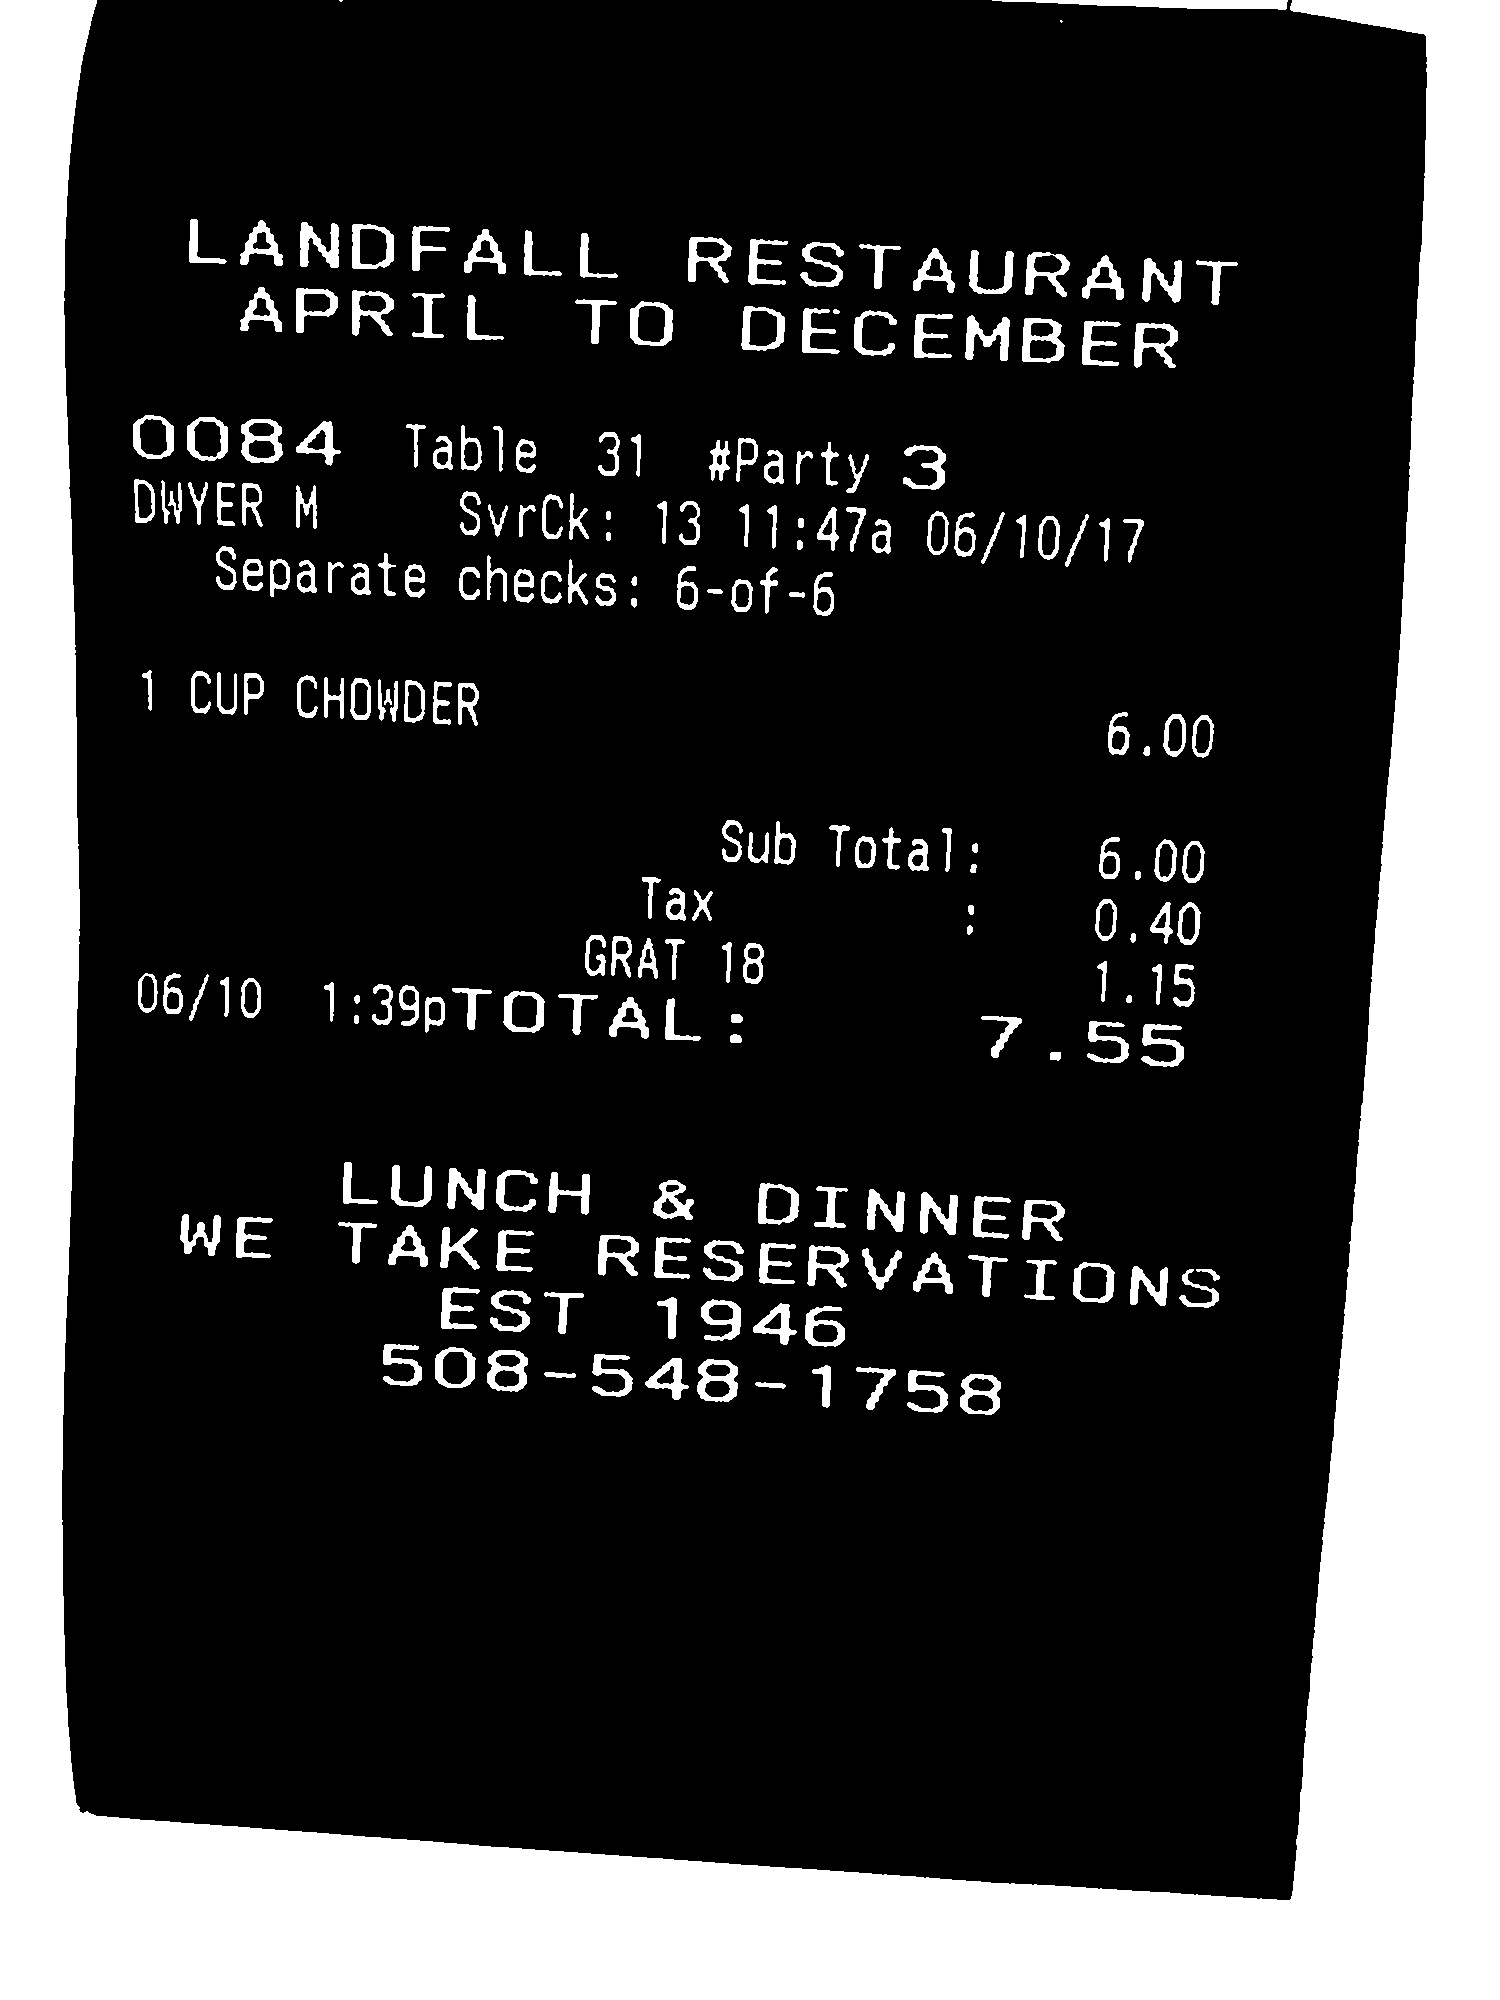 LANDFALL RESTAURANT
APRIL TO DECEMBER
0084 Table 31 #Party 3
DWYER M SvrCk: 13 11:47a 06/10/17
Separate checks: 6-of-6
1 CUP CHOWDER 6.00
Sub Total: 6.00
Tax : 0.40
GRAT 18 1.15
06/10 1:39pTOTAL: 7.55
LUNCH & DINNER
WE TAKE RESERVATIONS
EST 1946
508-548-1758